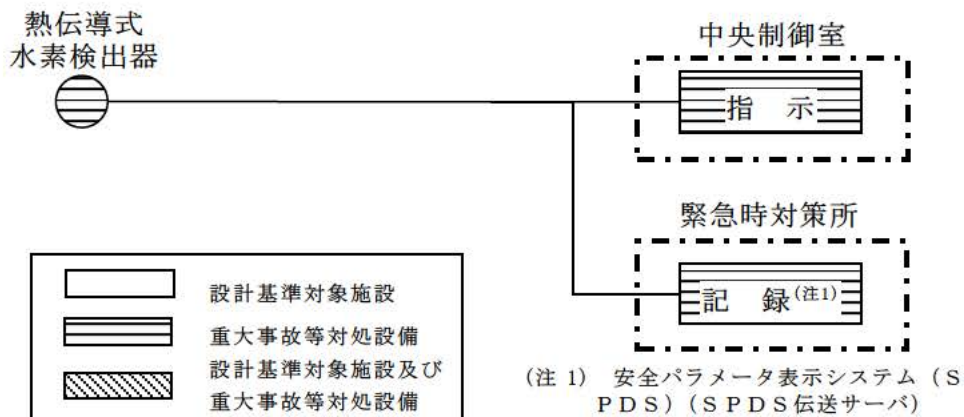 熱伝導式
水素検出器
中央制御室
指 示
緊急時対策所
記 録(注1)
設計基準対象施設
重大事故等対処設備
設計基準対象施設及び
重大事故等対処設備
(注 1) 安全パラメータ表示システム(S
PDS)(SPDS伝送サーバ)